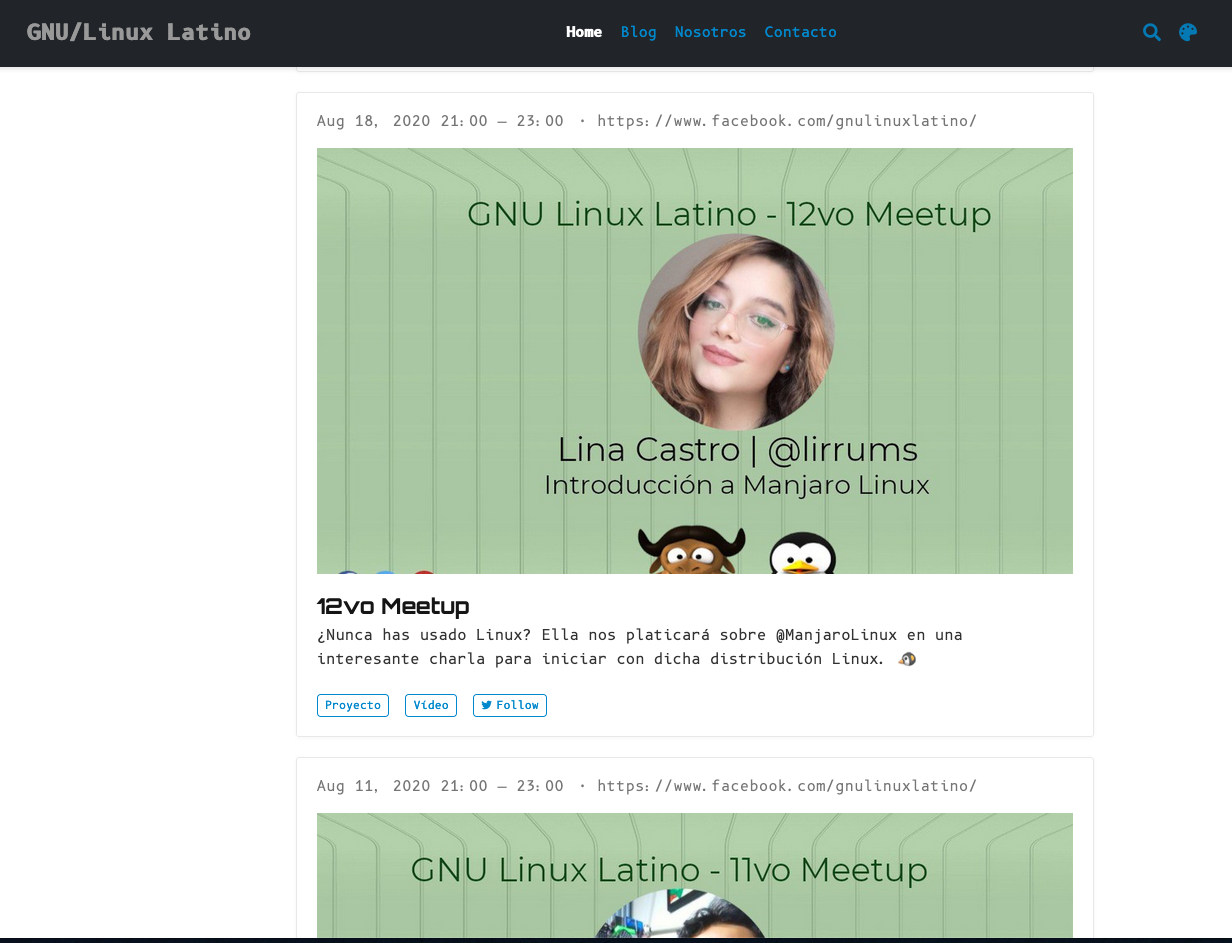 GNU/Linux Latino
Home Blog Nosotros Contacto
Aug 18, 2020 21:00 — 23:00 · https://www.facebook.com/gnulinuxlatino/
GNU Linux Latino - 12vo Meetup
Lina Castro | @lirrums
Introducción a Manjaro Linux
12vo Meetup
¿Nunca has usado Linux? Ella nos platicará sobre @ManjaroLinux en una
interesante charla para iniciar con dicha distribución Linux. 🐧
Proyecto Vídeo Follow
Aug 11, 2020 21:00 — 23:00 · https://www.facebook.com/gnulinuxlatino/
GNU Linux Latino - 11vo Meetup